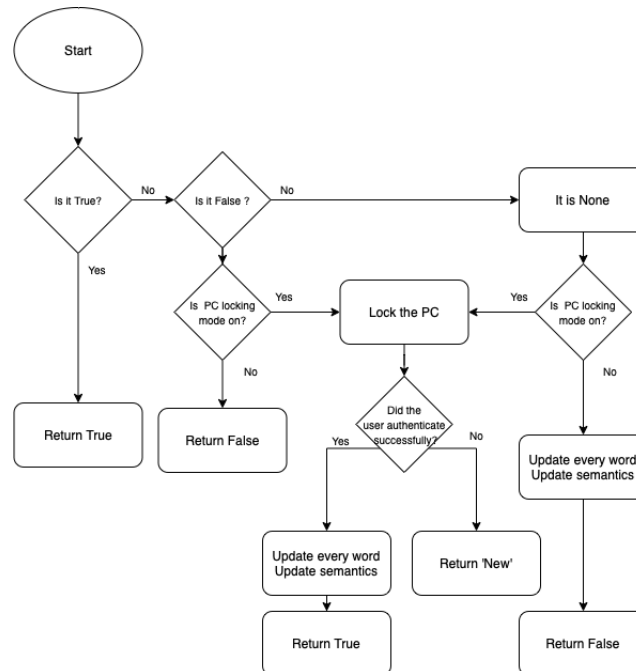 Start
Is it True?
No
Is it False ?
No
It is None
Yes
Is PC locking
mode on?
Yes
Lock the PC
Yes
Is PC locking
mode on?
No
No
Return True
Return False
Did the
user authenticate
successfully?
Yes
No
Update every word
Update semantics
Update every word
Update semantics
Return 'New'
Return True
Return False